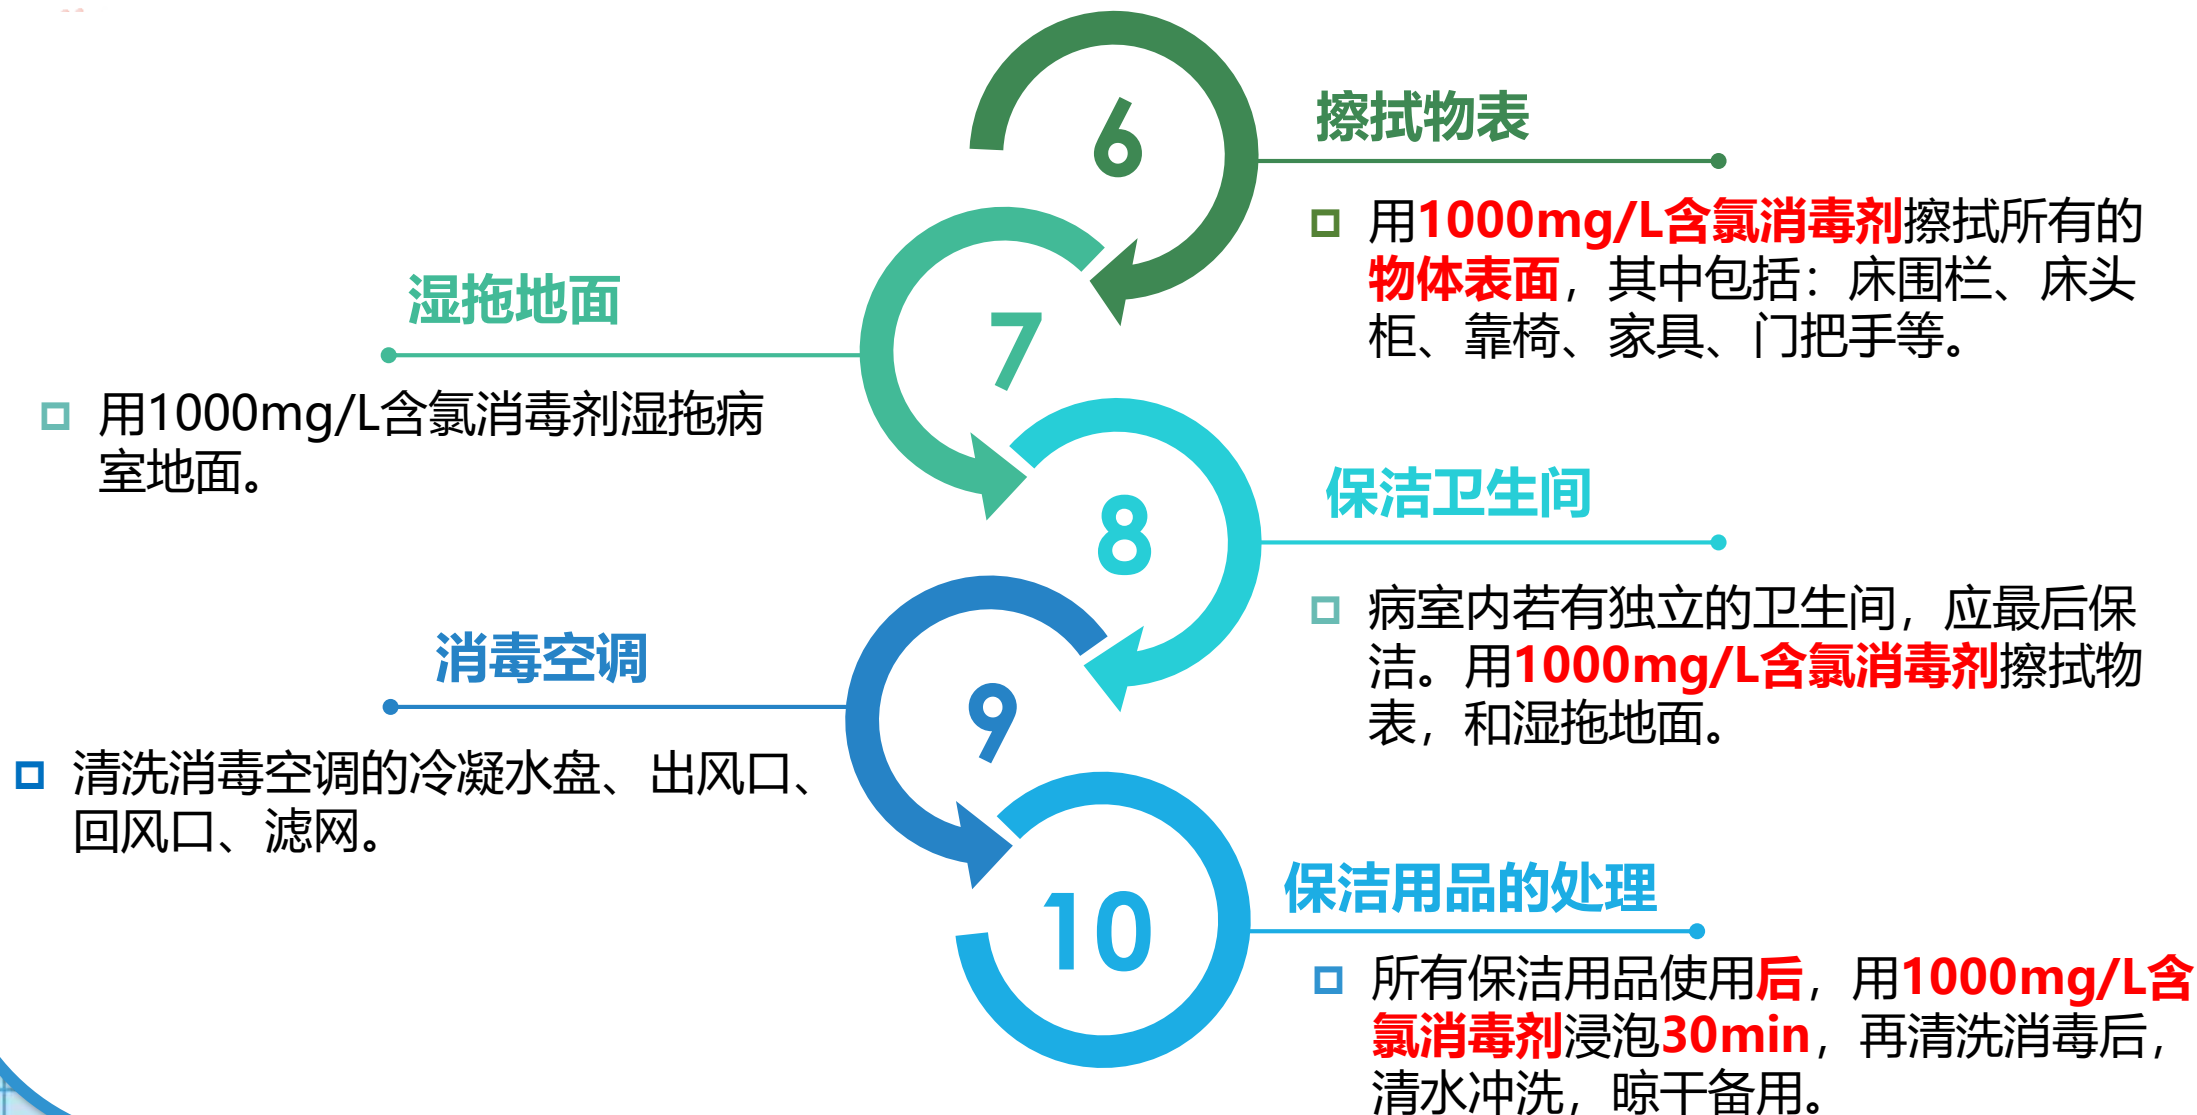 6
擦拭物表
用1000mg/L含氯消毒剂擦拭所有的
物体表面，其中包括：床围栏、床头
柜、靠椅、家具、门把手等。
7
湿拖地面
用1000mg/L含氯消毒剂湿拖病
室地面。
8
保洁卫生间
病室内若有独立的卫生间，应最后保
洁。用1000mg/L含氯消毒剂擦拭物
表，和湿拖地面。
9
消毒空调
清洗消毒空调的冷凝水盘、出风口、
回风口、滤网。
10
保洁用品的处理
所有保洁用品使用后，用1000mg/L含
氯消毒剂浸泡30min，再清洗消毒后，
清水冲洗，晾干备用。